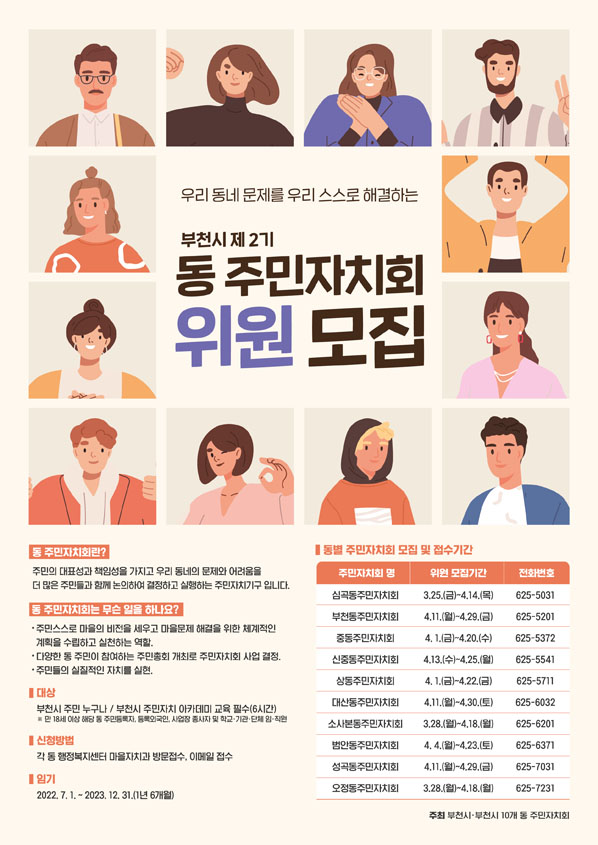 우리 동네 문제를 우리 스스로 해결하는
부천시 제 2기
동 주민자치회
위원 모집
동 주민자치회란?
주민의 대표성과 책임성을 가지고 우리 동네의 문제와 어려움을
더 많은 주민들과 함께 논의하여 결정하고 실행하는 주민자치기구 입니다.
동 주민자치회는 무슨 일을 하나요?
· 주민스스로 마을의 비전을 세우고 마을문제 해결을 위한 체계적인
계획을 수립하고 실천하는 역할.
· 다양한 동 주민이 참여하는 주민총회 개최로 주민자치회 사업 결정.
· 주민들의 실질적인 자치를 실현.
대상
부천시 주민 누구나 / 부천시 주민자치 아카데미 교육 필수(6시간)
※ 만 18세 이상 해당 동 주민등록자, 등록외국인, 사업장 종사자 및 학교·기관·단체 임·직원
신청방법
각 동 행정복지센터 마을자치과 방문접수, 이메일 접수
임기
2022. 7. 1. ~ 2023. 12. 31.(1년 6개월)
동별 주민자치회 모집 및 접수기간
주민자치회 명 위원 모집기간 전화번호
심곡동주민자치회 3.25.(금)~4.14.(목) 625-5031
부천동주민자치회 4.11.(월)~4.29.(금) 625-5201
중동주민자치회 4. 1.(금)~4.20.(수) 625-5372
신중동주민자치회 4.13.(수)~4.25.(월) 625-5541
상동주민자치회 4. 1.(금)~4.22.(금) 625-5711
대산동주민자치회 4.11.(월)~4.30.(토) 625-6032
소사본동주민자치회 3.28.(월)~4.18.(월) 625-6201
범안동주민자치회 4. 4.(월)~4.23.(토) 625-6371
성곡동주민자치회 4.11.(월)~4.29.(금) 625-7031
오정동주민자치회 3.28.(월)~4.18.(월) 625-7231
주최 부천시·부천시 10개 동 주민자치회